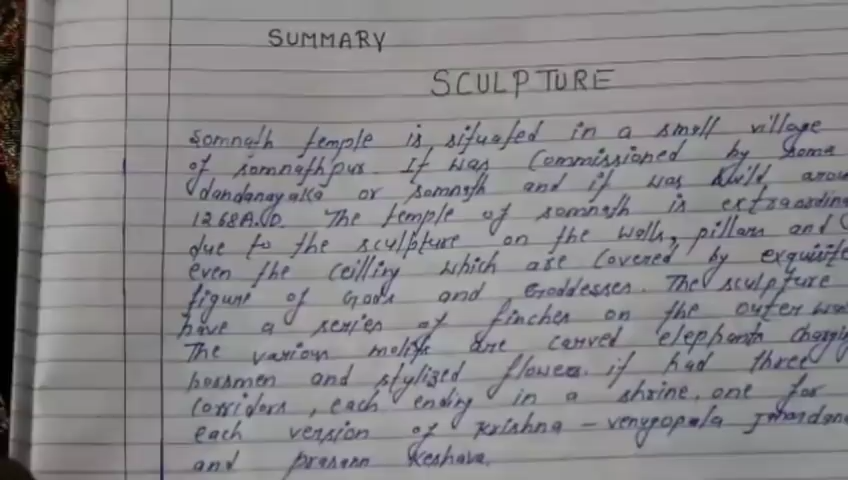 SUMMARY
SCULPTURE
somnath temple is situated in a small village
of somnathpur. It was Commissioned by soma
dandanayaka or somnath and it was build
1268A.D. The temple of somnath is
due to the sculpture on the walls, pillars and
even the ceilling which are Covered by exquisite
figure of Gods and Goddesses. The sculpture
have a series of finches on the outer
The various motifs are carved elephants
horsmen and stylized flowers. it had three
Corridors, each ending in a shrine, one for
each version of Krishna - venugopala
and prasann Keshava.